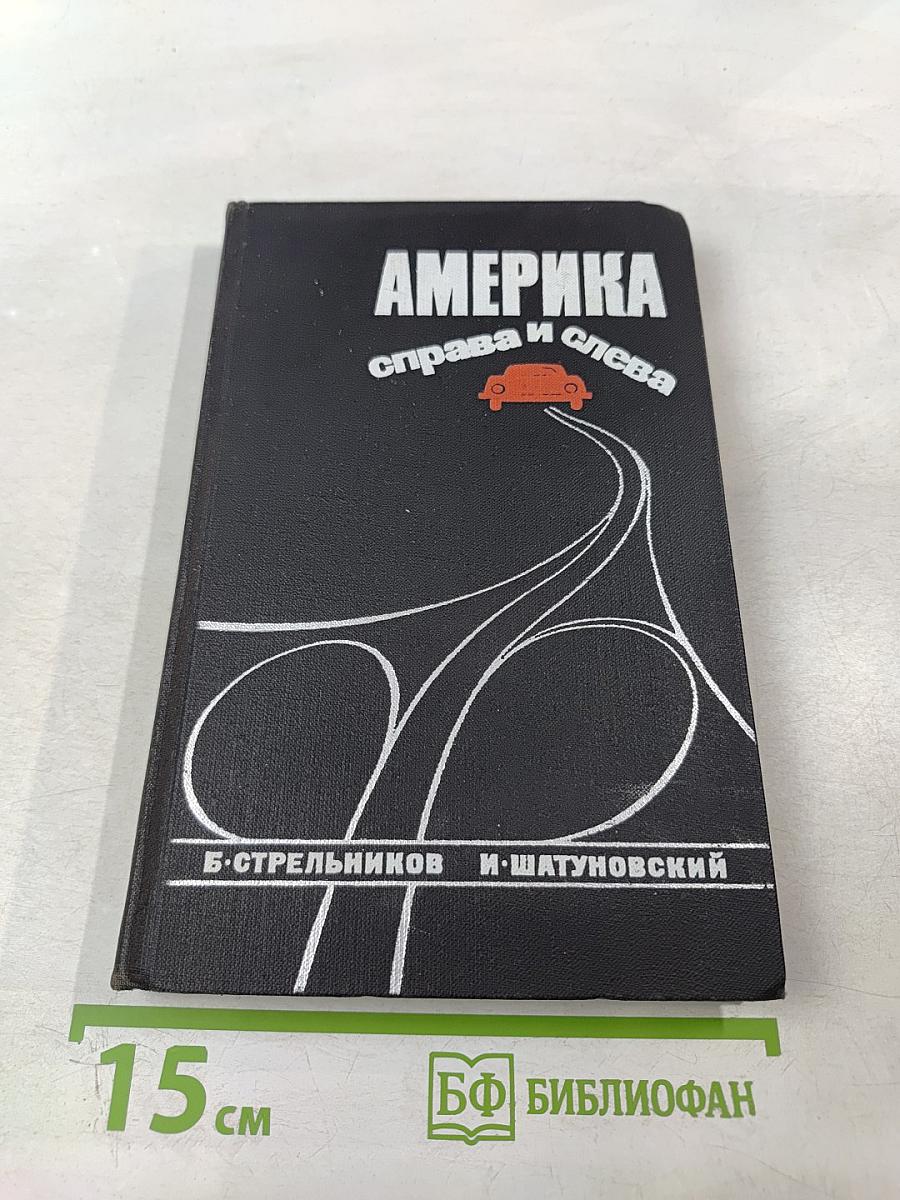 АМЕРИКА
справа и слева
Б·СТРЕЛЬНИКОВ И·ШАТУНОВСКИЙ
15 см
БФ БИБЛИОФАН